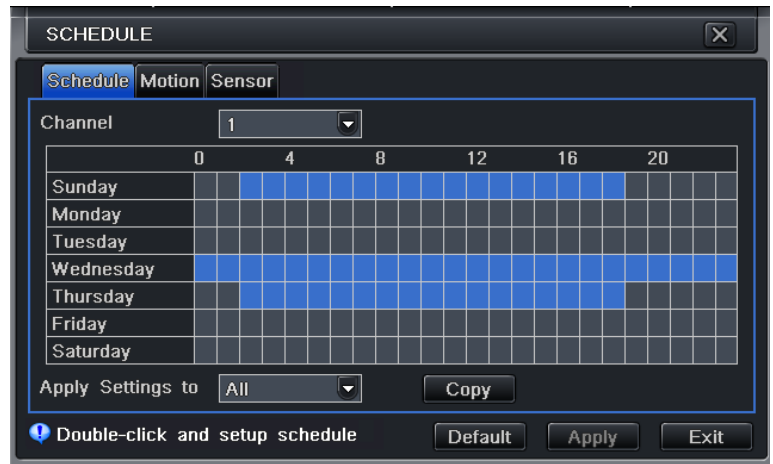 SCHEDULE
Schedule Motion Sensor
Channel 1
0 4 8 12 16 20
Sunday
Monday
Tuesday
Wednesday
Thursday
Friday
Saturday
Apply Settings to All Copy
Double-click and setup schedule Default Apply Exit